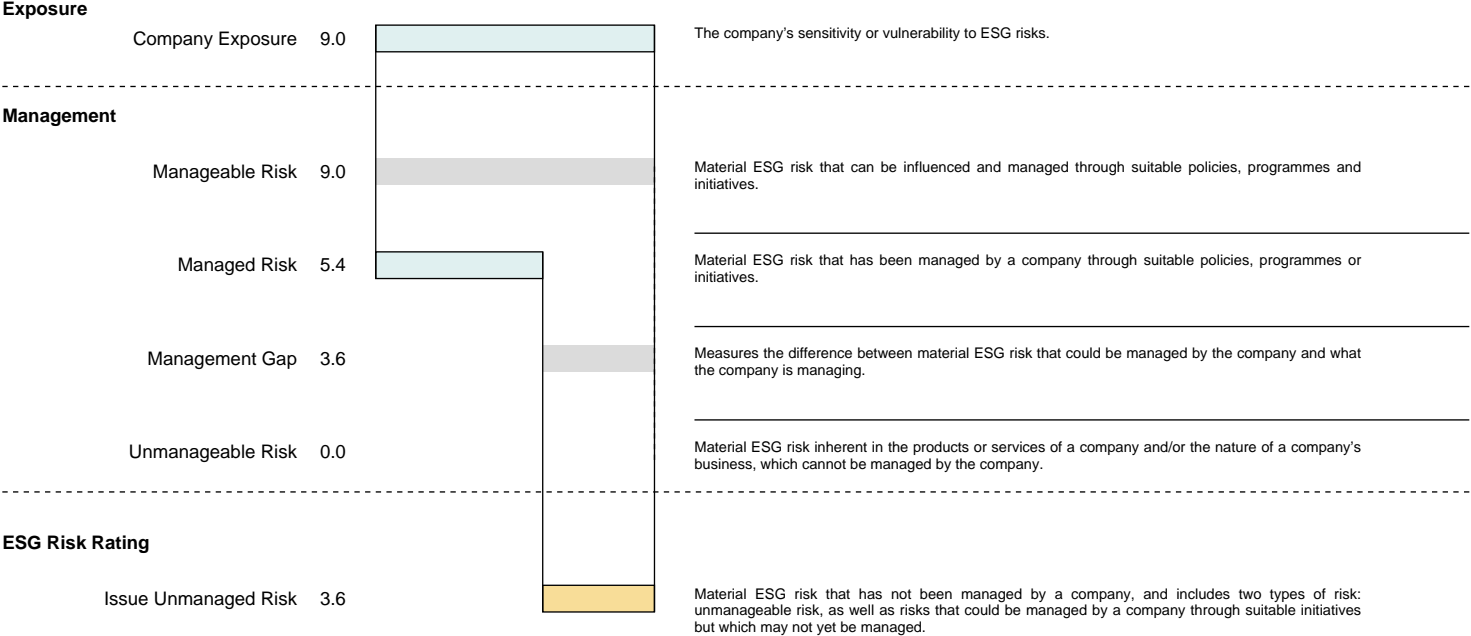 Exposure
Company Exposure 9.0
The company’s sensitivity or vulnerability to ESG risks.
Management
Manageable Risk 9.0
Material ESG risk that can be influenced and managed through suitable policies, programmes and
initiatives.
Managed Risk 5.4
Material ESG risk that has been managed by a company through suitable policies, programmes or
initiatives.
Management Gap 3.6
Measures the difference between material ESG risk that could be managed by the company and what
the company is managing.
Unmanageable Risk 0.0
Material ESG risk inherent in the products or services of a company and/or the nature of a company’s
business, which cannot be managed by the company.
ESG Risk Rating
Issue Unmanaged Risk 3.6
Material ESG risk that has not been managed by a company, and includes two types of risk:
unmanageable risk, as well as risks that could be managed by a company through suitable initiatives
but which may not yet be managed.